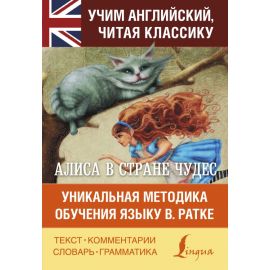 УЧИМ АНГЛИЙСКИЙ,
ЧИТАЯ КЛАССИКУ
АЛИСА В СТРАНЕ ЧУДЕС
УНИКАЛЬНАЯ МЕТОДИКА
ОБУЧЕНИЯ ЯЗЫКУ В. РАТКЕ
ТЕКСТ • КОММЕНТАРИИ
СЛОВАРЬ • ГРАММАТИКА
Lingua